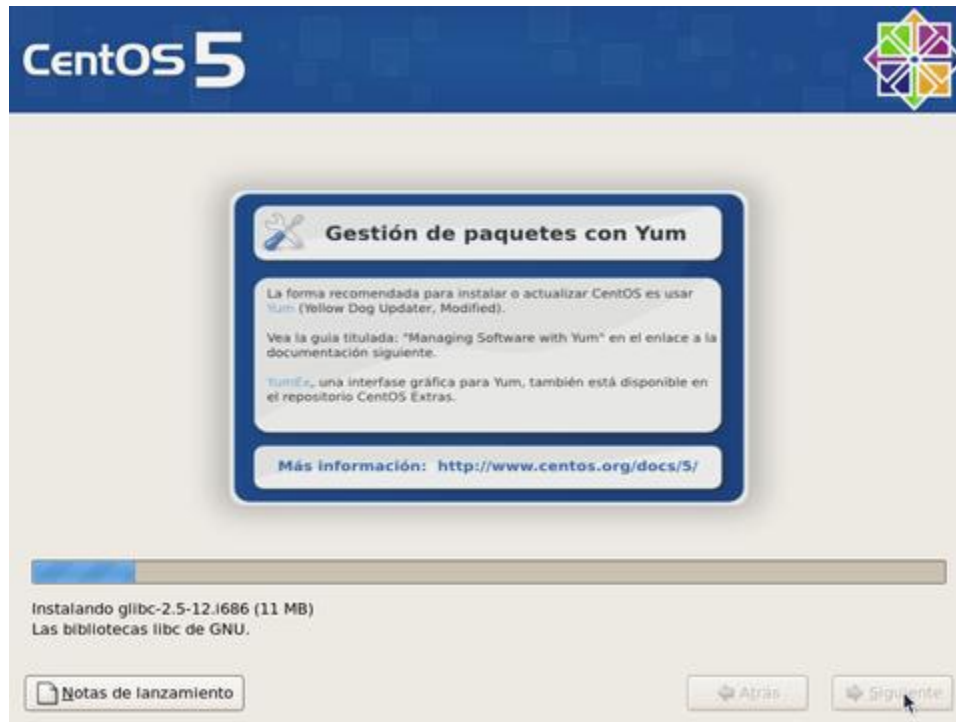 CentOS 5
Gestión de paquetes con Yum
La forma recomendada para instalar o actualizar CentOS es usar
Yum (Yellow Dog Updater, Modified).
Vea la guia titulada: "Managing Software with Yum" en el enlace a la
documentación siguiente.
YumEx, una interfase gráfica para Yum, también está disponible en
el repositorio CentOS Extras.
Más información: http://www.centos.org/docs/5/
Instalando glibc-2.5-12.i686 (11 MB)
Las bibliotecas libc de GNU.
Notas de lanzamiento
Atrás
Siguiente